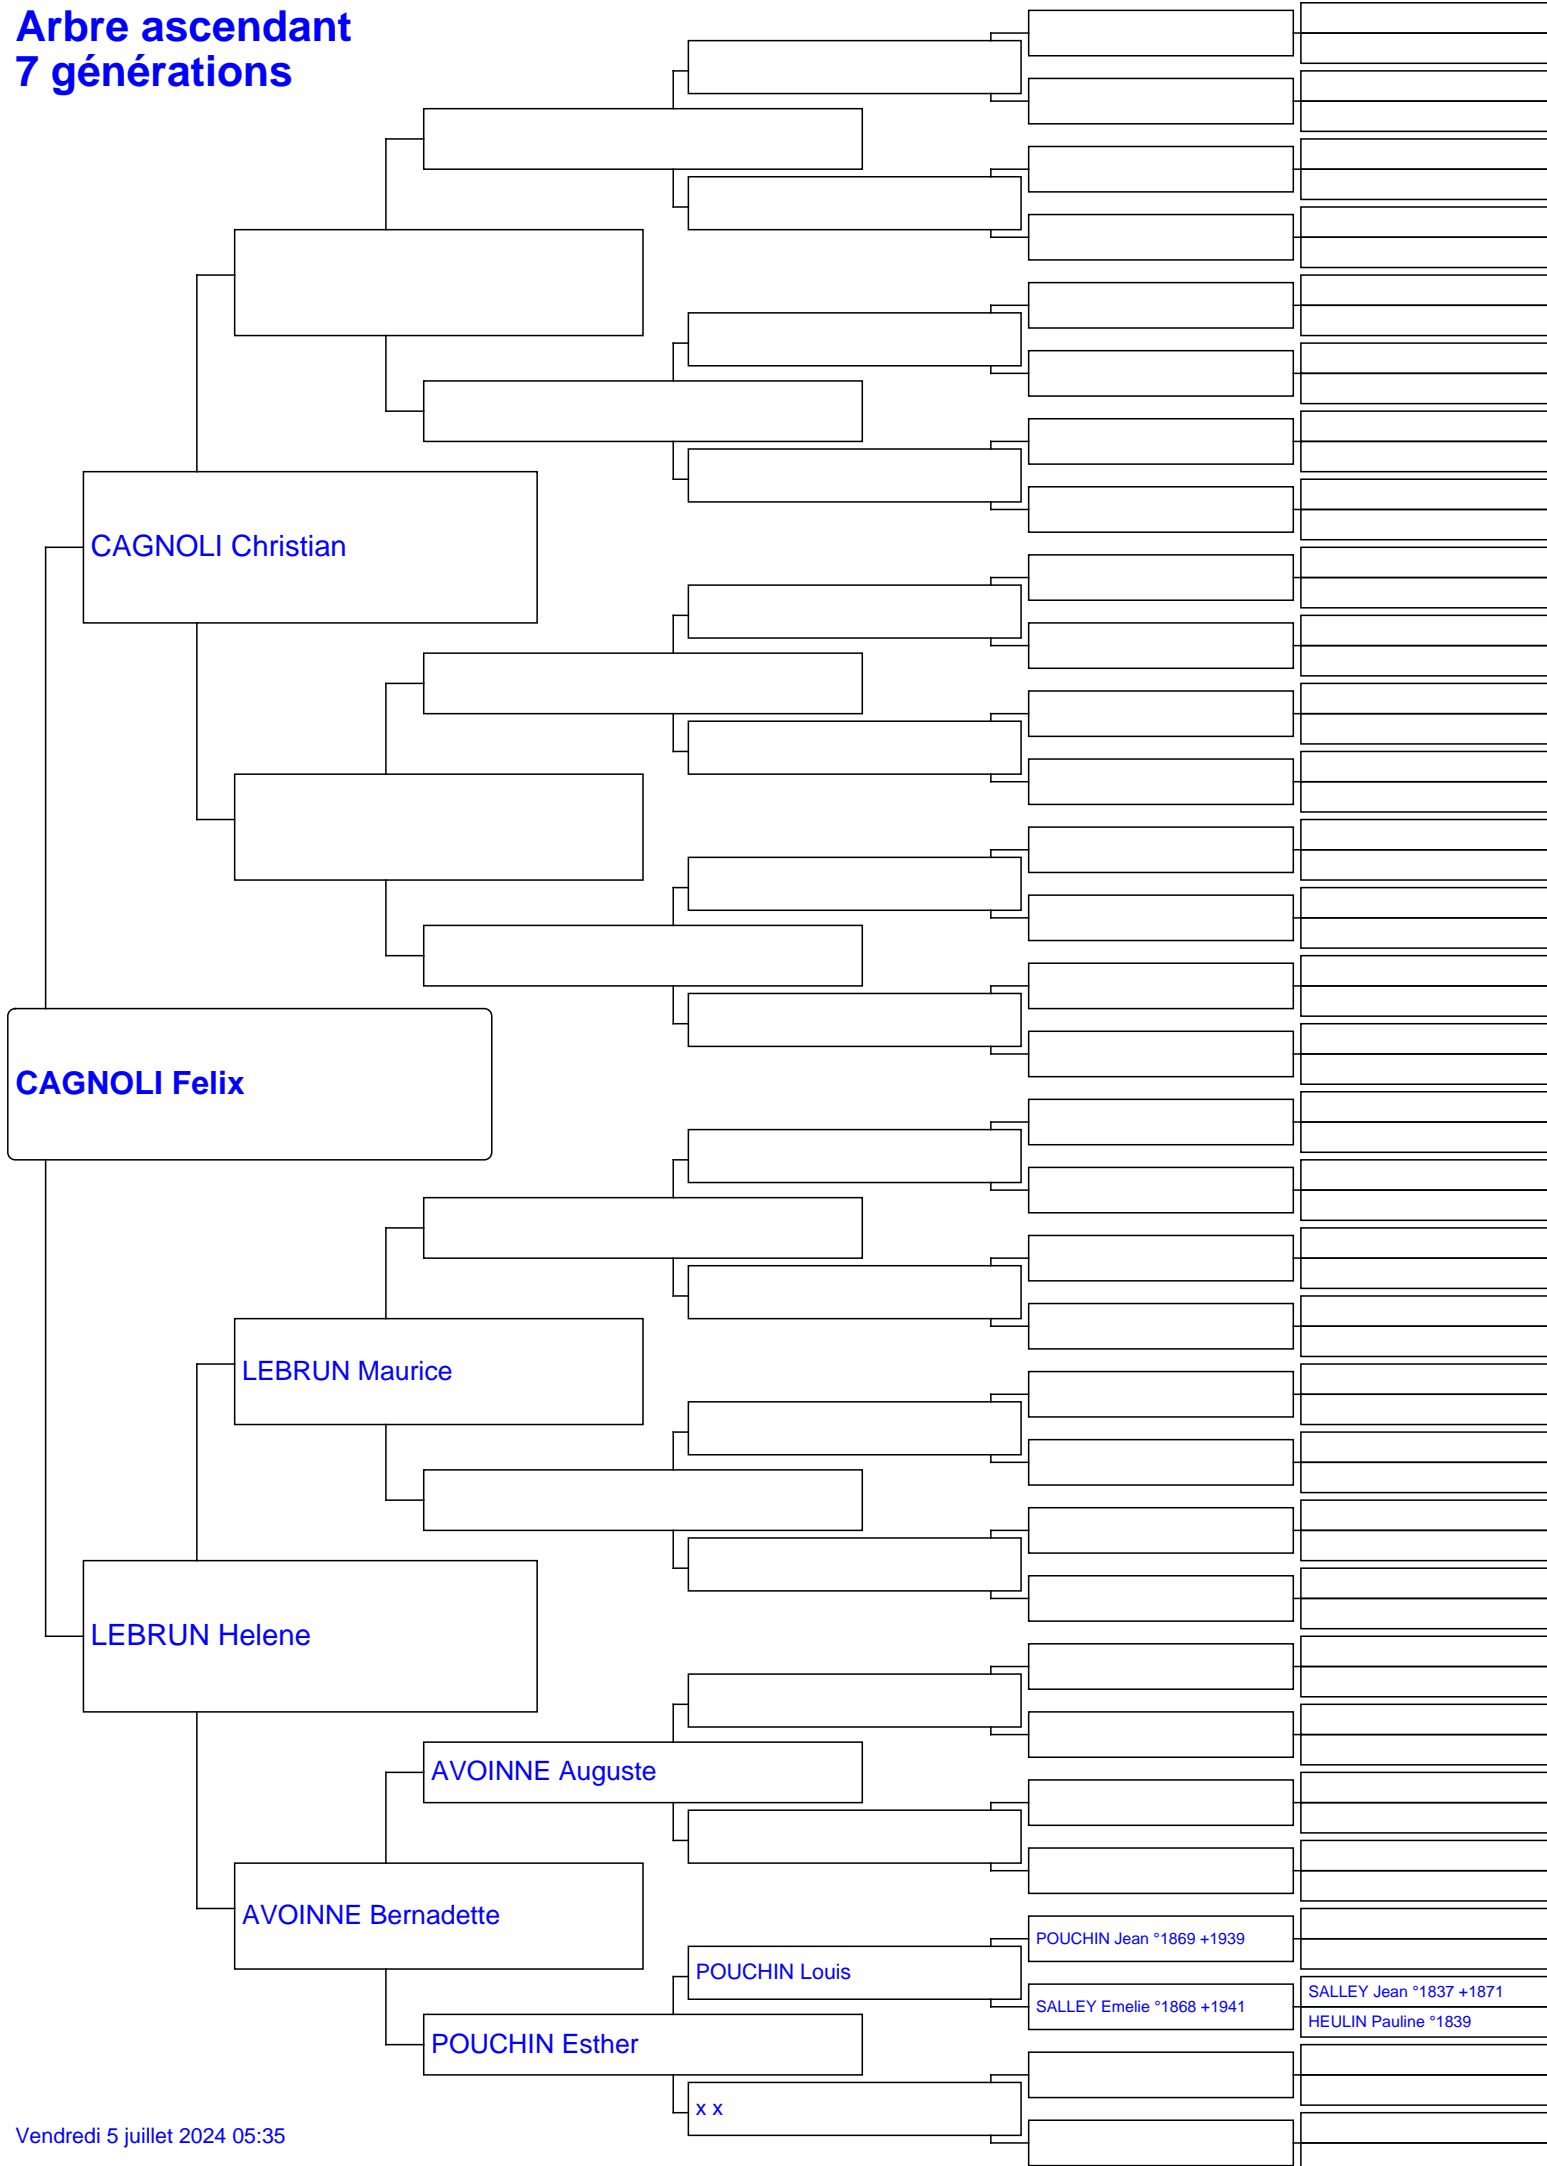 Arbre ascendant
7 générations
CAGNOLI Christian
CAGNOLI Felix
LEBRUN Maurice
LEBRUN Helene
AVOINNE Auguste
AVOINNE Bernadette
POUCHIN Jean °1869 +1939
POUCHIN Louis
SALLEY Jean °1837 +1871
SALLEY Emelie °1868 +1941
HEULIN Pauline °1839
POUCHIN Esther
x x
Vendredi 5 juillet 2024 05:35